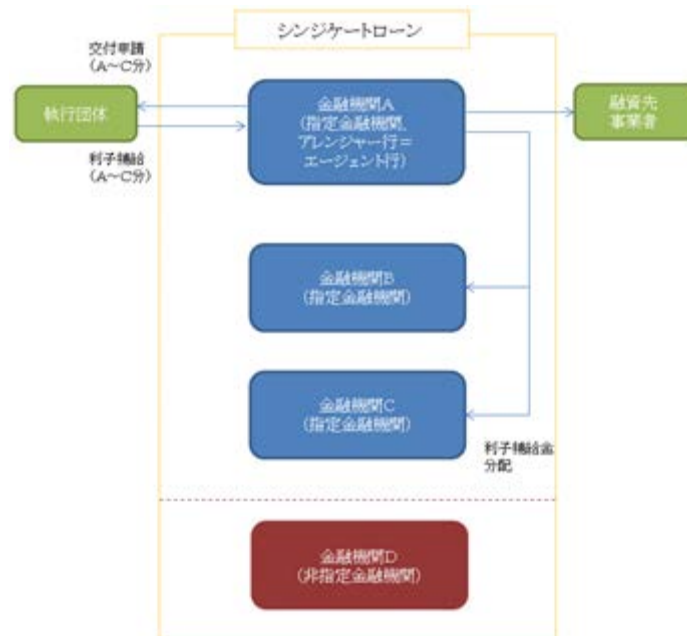 シンジケートローン
交付申請
（A～C分）
執行団体
利子補給
（A～C分）
金融機関A
（指定金融機関、
アレンジャー行＝
エージェント行）
融資先
事業者
金融機関B
（指定金融機関）
金融機関C
（指定金融機関）
利子補給金
分配
金融機関D
（非指定金融機関）